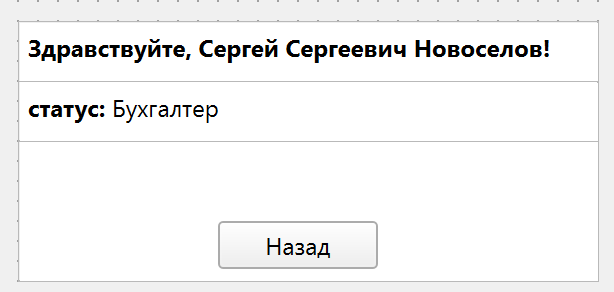 Здравствуйте, Сергей Сергеевич Новоселов!
статус: Бухгалтер
Назад